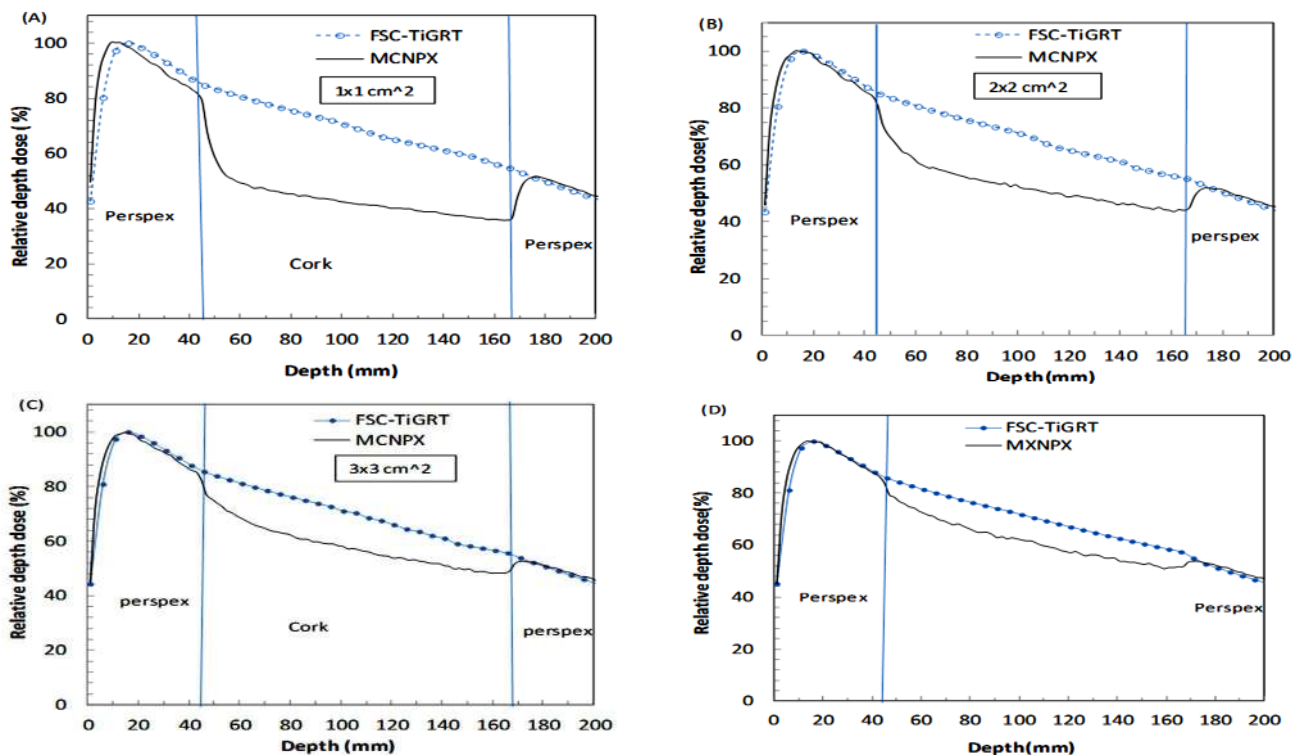 (A)
FSC-TiGRT
MCNPX
1x1 cm^2
Relative depth dose (%)
100
80
60
40
20
0
Perspex
Cork
Perspex
0 20 40 60 80 100 120 140 160 180 200
Depth (mm)
(B)
FSC-TiGRT
MCNPX
2x2 cm^2
Relative depth dose(%)
100
80
60
40
20
0
Perspex
perspex
0 20 40 60 80 100 120 140 160 180 200
Depth(mm)
(C)
FSC-TiGRT
MCNPX
3x3 cm^2
Relative depth dose (%)
100
80
60
40
20
0
perspex
Cork
perspex
0 20 40 60 80 100 120 140 160 180 200
Depth (mm)
(D)
FSC-TiGRT
MXNPX
Relative depth dose(%)
100
80
60
40
20
0
Perspex
Perspex
0 20 40 60 80 100 120 140 160 180 200
Depth(mm)